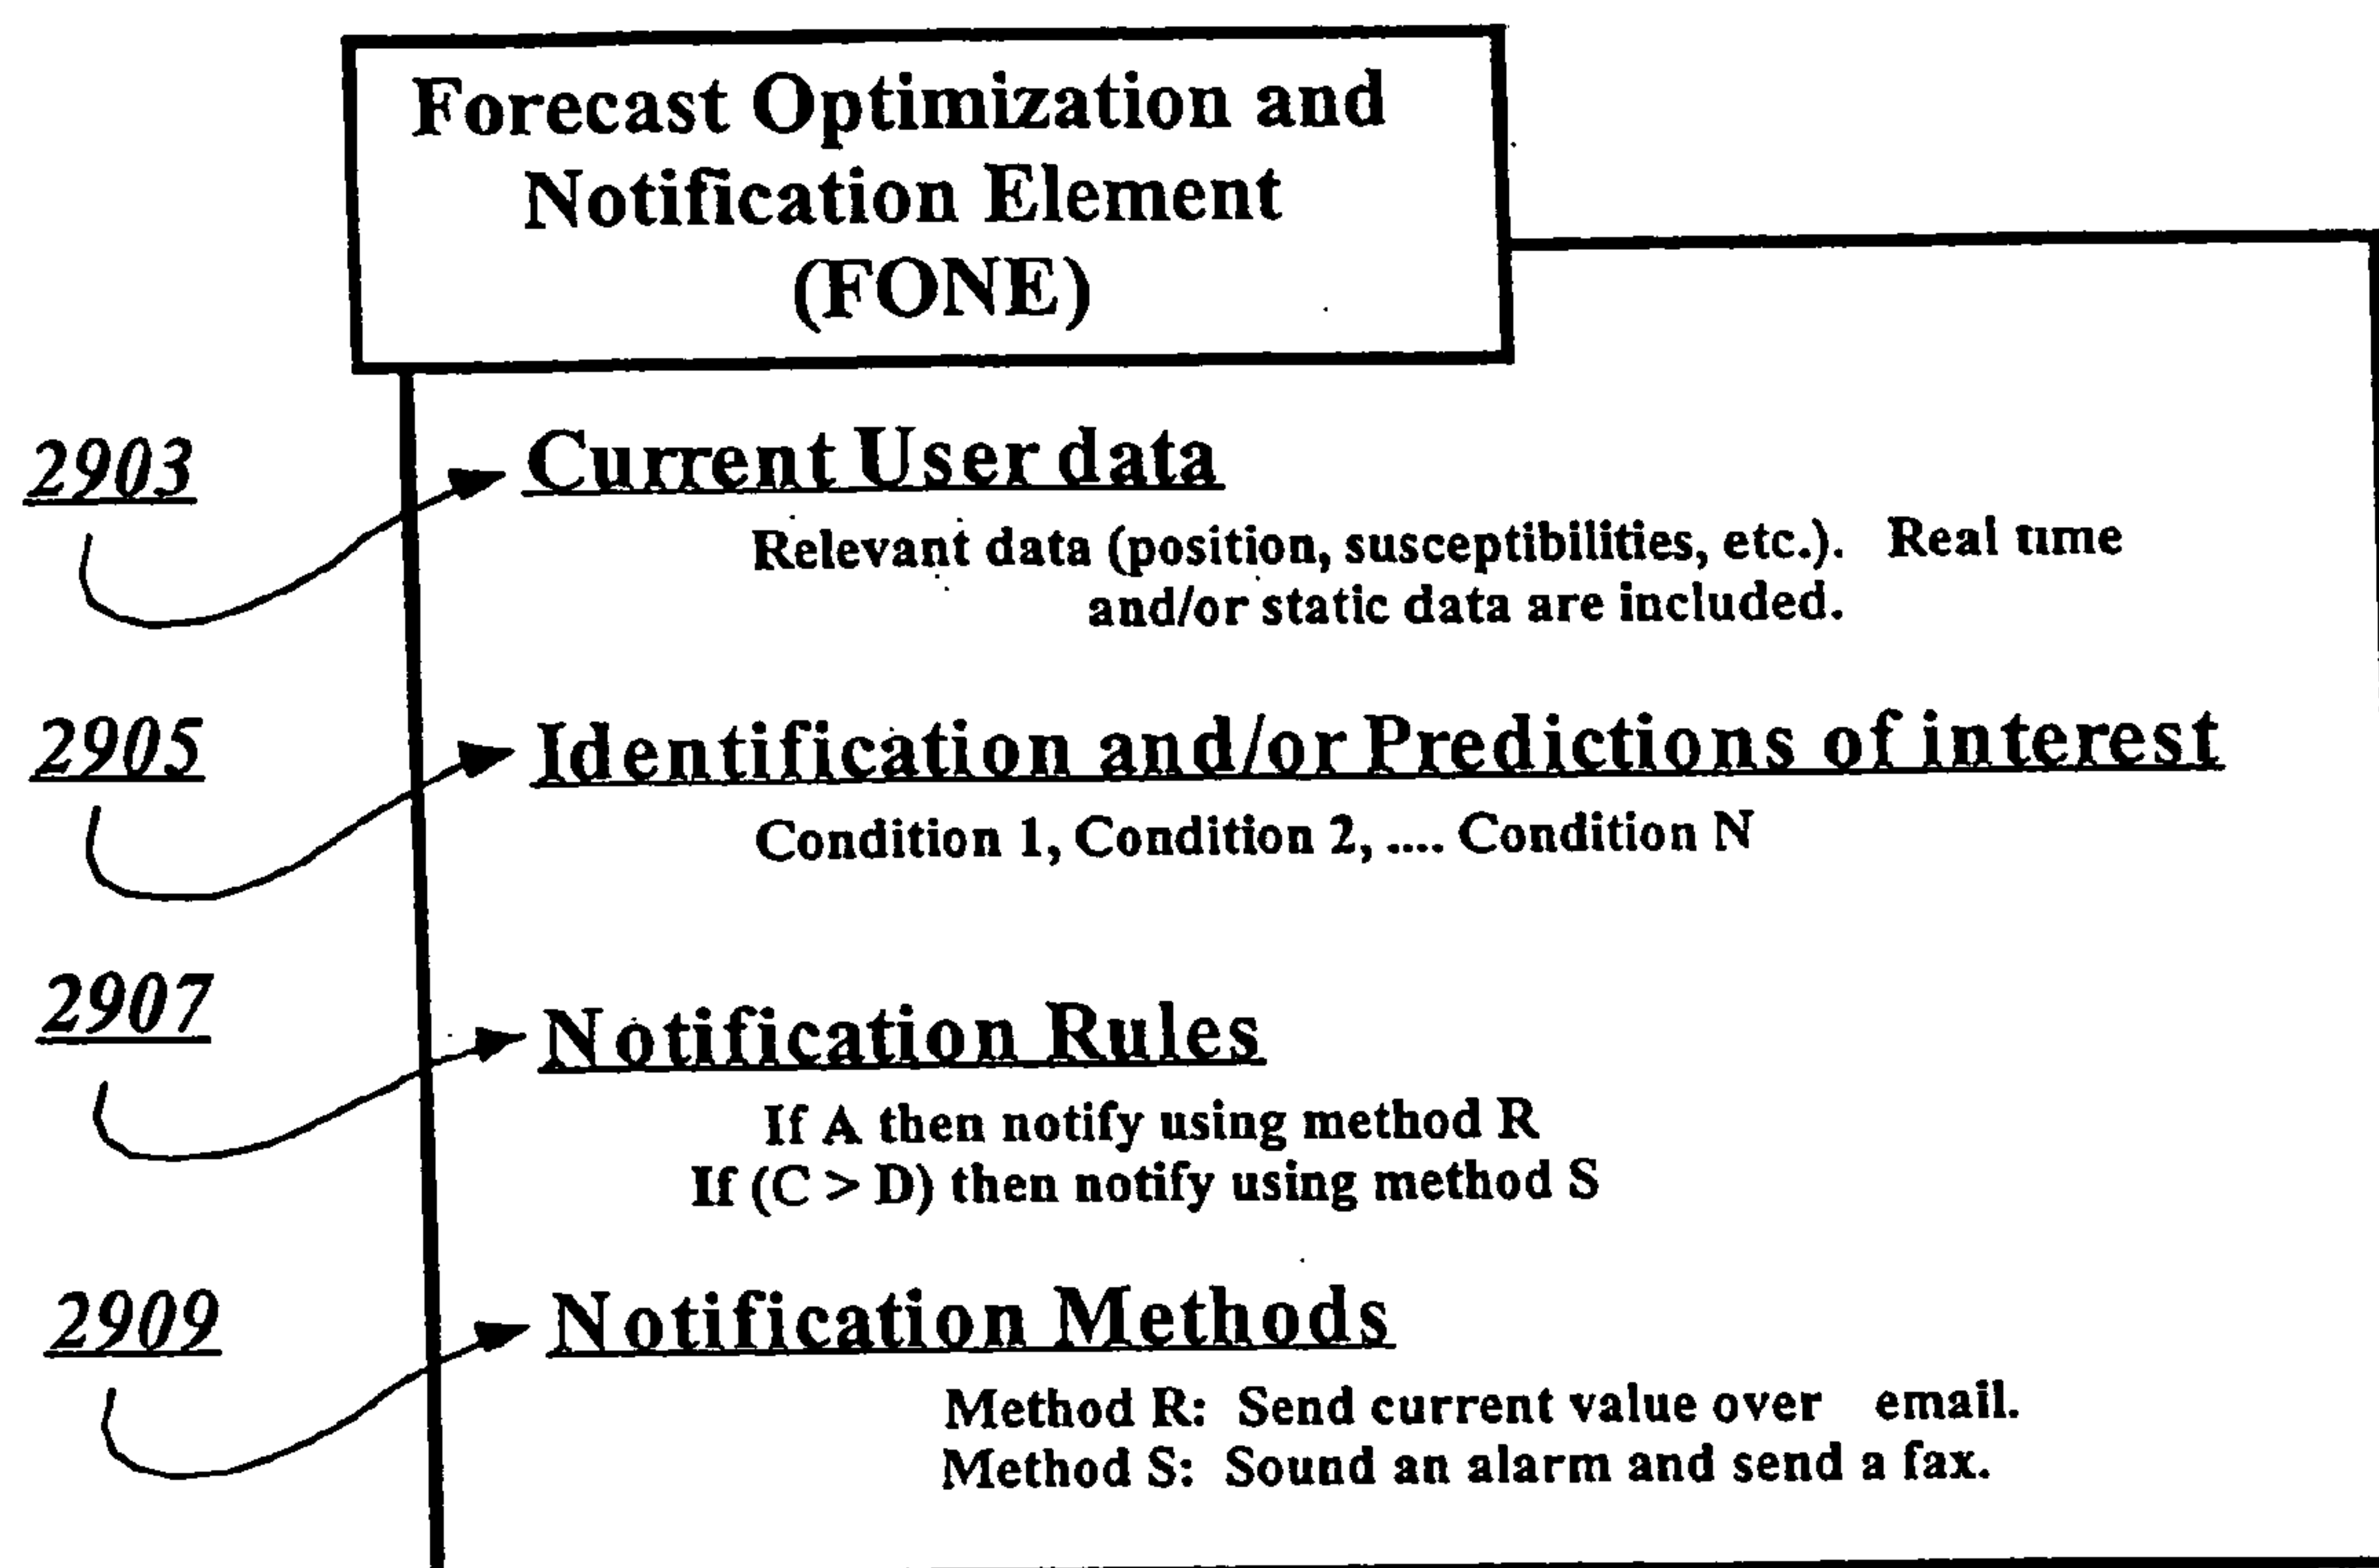 Forecast Optimization and
Notification Element
(FONE)
2903
Current User data
Relevant data (position, susceptibilities, etc.). Real time
and/or static data are included.
2905
Identification and/or Predictions of interest
Condition 1, Condition 2, .... Condition N
2907
Notification Rules
If A then notify using method R
If (C > D) then notify using method S
2909
Notification Methods
Method R: Send current value over email.
Method S: Sound an alarm and send a fax.